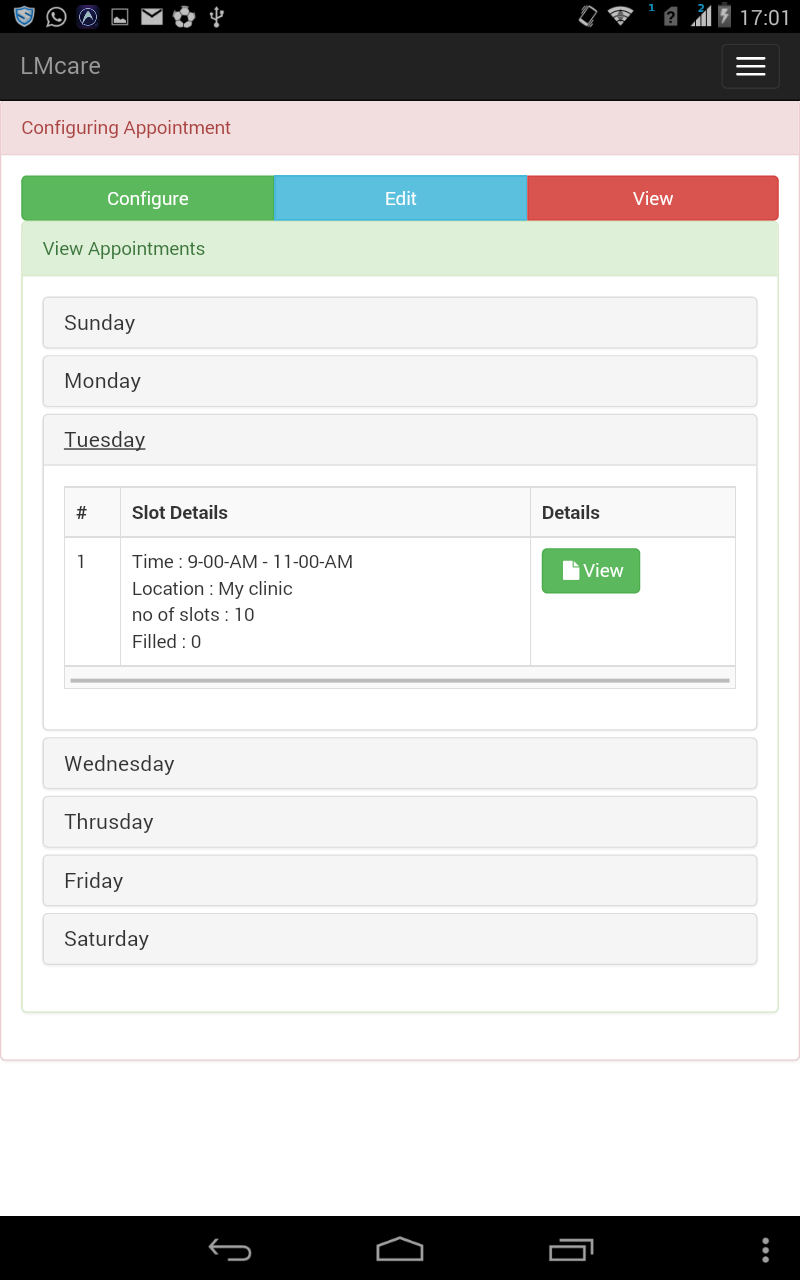 1 ? 2 17:01
LMcare
Configuring Appointment
Configure Edit View
View Appointments
Sunday
Monday
Tuesday
# Slot Details Details
1 Time : 9-00-AM - 11-00-AM View
Location : My clinic
no of slots : 10
Filled : 0
Wednesday
Thrusday
Friday
Saturday